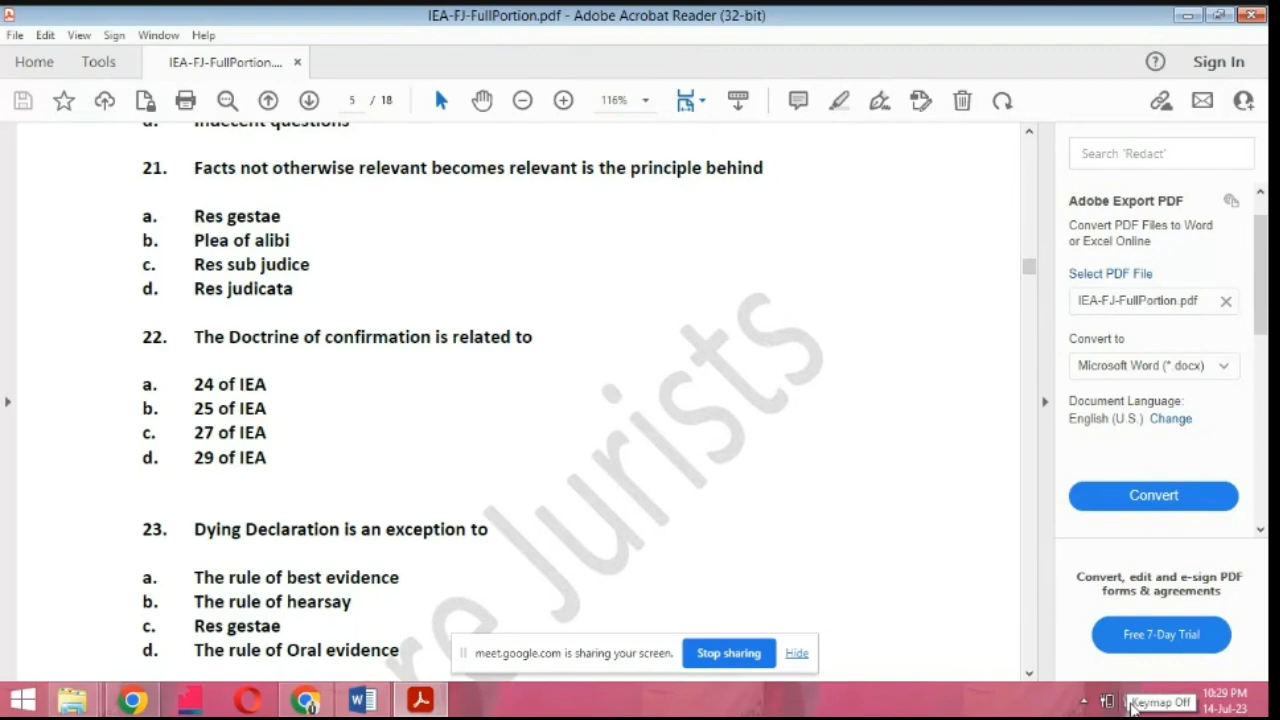 IEA-FJ-FullPortion.pdf - Adobe Acrobat Reader (32-bit)
File Edit View Sign Window Help
Home Tools IEA-FJ-FullPortion.... × Sign In
5 / 18 116%
d. Indecent questions
21. Facts not otherwise relevant becomes relevant is the principle behind
a. Res gestae
b. Plea of alibi
c. Res sub judice
d. Res judicata
22. The Doctrine of confirmation is related to
a. 24 of IEA
b. 25 of IEA
c. 27 of IEA
d. 29 of IEA
23. Dying Declaration is an exception to
a. The rule of best evidence
b. The rule of hearsay
c. Res gestae
d. The rule of Oral evidence
re Jurists
Search 'Redact'
Adobe Export PDF
Convert PDF Files to Word
or Excel Online
Select PDF File
IEA-FJ-FullPortion.pdf
Convert to
Microsoft Word (*.docx)
Document Language:
English (U.S.) Change
Convert
Convert, edit and e-sign PDF
forms & agreements
Free 7-Day Trial
meet.google.com is sharing your screen. Stop sharing Hide
Keymap Off
10:29 PM
14-Jul-23